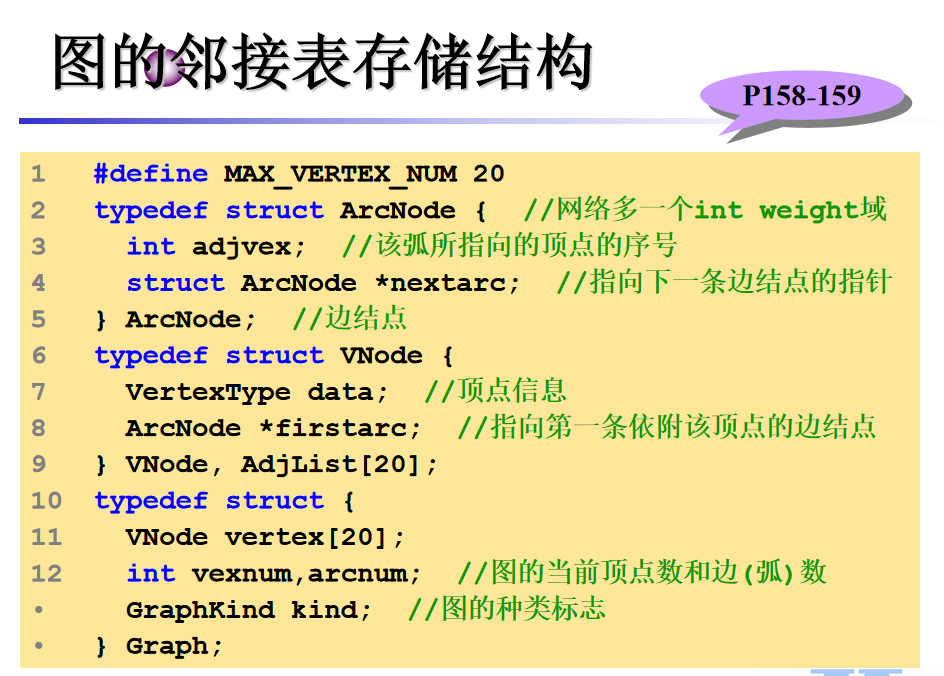 图的邻接表存储结构
P158-159
1 #define MAX_VERTEX_NUM 20
2 typedef struct ArcNode { //网络多一个int weight域
3 int adjvex; //该弧所指向的顶点的序号
4 struct ArcNode *nextarc; //指向下一条边结点的指针
5 } ArcNode; //边结点
6 typedef struct VNode {
7 VertexType data; //顶点信息
8 ArcNode *firstarc; //指向第一条依附该顶点的边结点
9 } VNode, AdjList[20];
10 typedef struct {
11 VNode vertex[20];
12 int vexnum,arcnum; //图的当前顶点数和边(弧)数
• GraphKind kind; //图的种类标志
• } Graph;